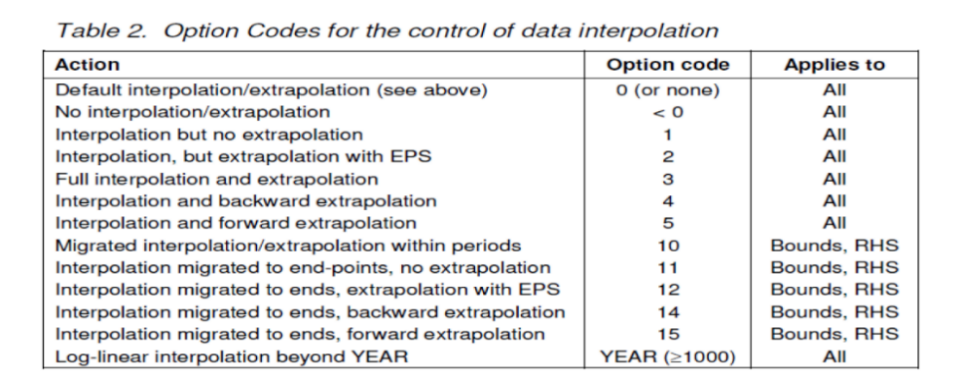 Table 2. Option Codes for the control of data interpolation
Action Option code Applies to
Default interpolation/extrapolation (see above) 0 (or none) All
No interpolation/extrapolation < 0 All
Interpolation but no extrapolation 1 All
Interpolation, but extrapolation with EPS 2 All
Full interpolation and extrapolation 3 All
Interpolation and backward extrapolation 4 All
Interpolation and forward extrapolation 5 All
Migrated interpolation/extrapolation within periods 10 Bounds, RHS
Interpolation migrated to end-points, no extrapolation 11 Bounds, RHS
Interpolation migrated to ends, extrapolation with EPS 12 Bounds, RHS
Interpolation migrated to ends, backward extrapolation 14 Bounds, RHS
Interpolation migrated to ends, forward extrapolation 15 Bounds, RHS
Log-linear interpolation beyond YEAR YEAR (≥1000) All